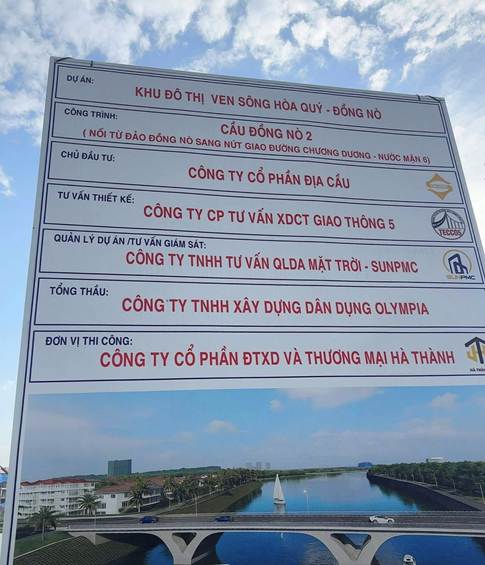 DỰ ÁN:
KHU ĐÔ THỊ VEN SÔNG HÒA QUÝ - ĐỒNG NÒ
CÔNG TRÌNH:
CẦU ĐỒNG NÒ 2
( NỐI TỪ ĐẢO ĐỒNG NÒ SANG NÚT GIAO ĐƯỜNG CHƯƠNG DƯƠNG - NƯỚC MẶN 6)
CHỦ ĐẦU TƯ:
CÔNG TY CỔ PHẦN ĐỊA CẦU
TƯ VẤN THIẾT KẾ:
CÔNG TY CP TƯ VẤN XDCT GIAO THÔNG 5
TECCO5
QUẢN LÝ DỰ ÁN /TƯ VẤN GIÁM SÁT:
CÔNG TY TNHH TƯ VẤN QLDA MẶT TRỜI - SUNPMC
SUNPMC
TỔNG THẦU:
CÔNG TY TNHH XÂY DỰNG DÂN DỤNG OLYMPIA
ĐƠN VỊ THI CÔNG:
CÔNG TY CỔ PHẦN ĐTXD VÀ THƯƠNG MẠI HÀ THÀNH